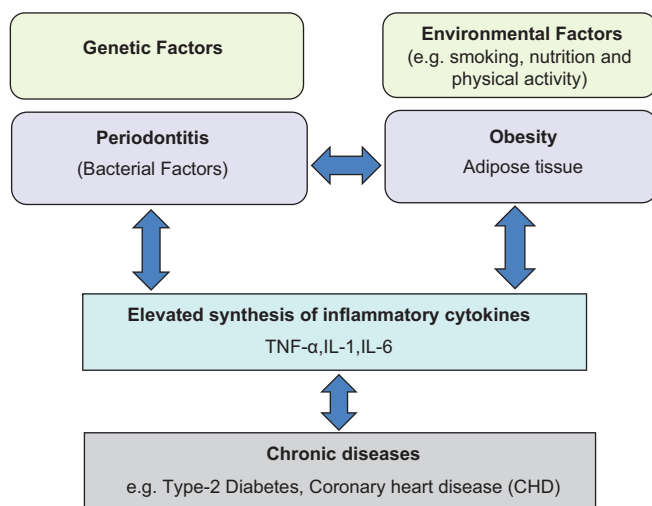 Genetic Factors
Environmental Factors
(e.g. smoking, nutrition and
physical activity)
Periodontitis
(Bacterial Factors)
Obesity
Adipose tissue
Elevated synthesis of inflammatory cytokines
TNF-α,IL-1,IL-6
Chronic diseases
e.g. Type-2 Diabetes, Coronary heart disease (CHD)